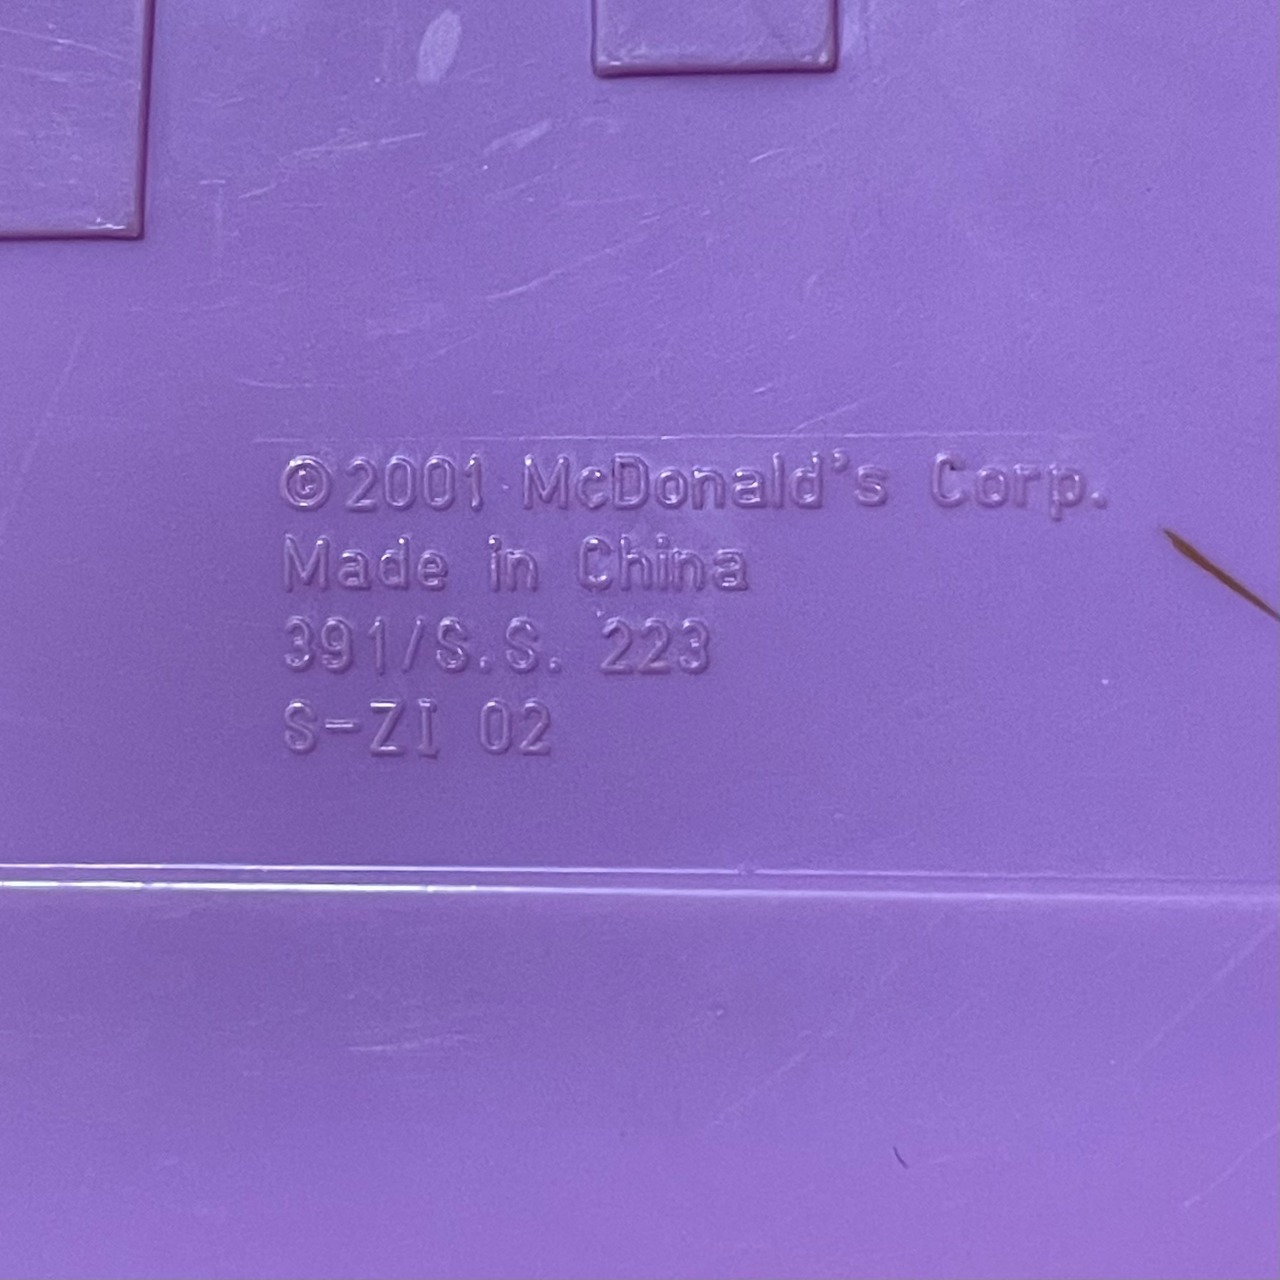 ©2001 McDonald's Corp.
Made in China
391/S.S. 223
S-ZI 02